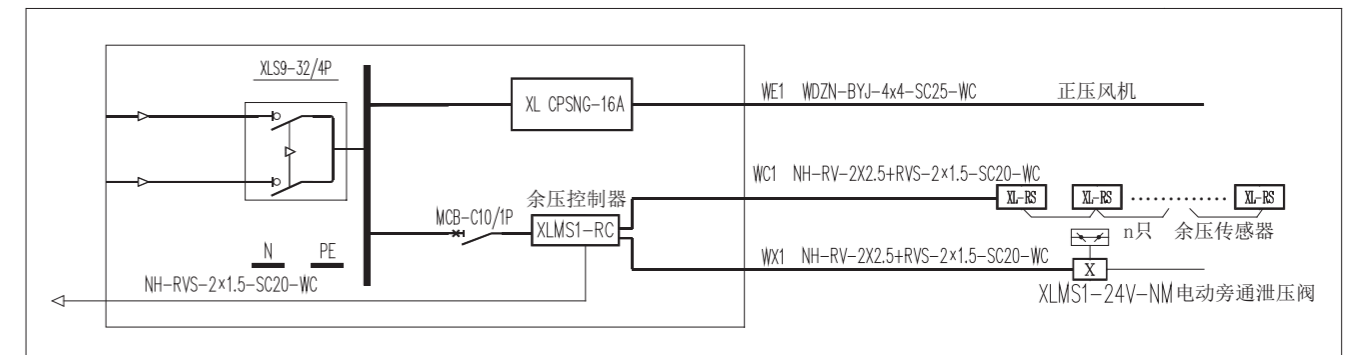 XLS9-32/4P
XL CPSNG-16A
WE1 WDZN-BYJ-4x4-SC25-WC 正压风机
WC1 NH-RV-2X2.5+RVS-2×1.5-SC20-WC
余压控制器
XL-RS XL-RS XL-RS
MCB-C10/1P
XLMS1-RC
n只 余压传感器
N PE
WX1 NH-RV-2X2.5+RVS-2×1.5-SC20-WC
X
NH-RVS-2×1.5-SC20-WC
XLMS1-24V-NM电动旁通泄压阀